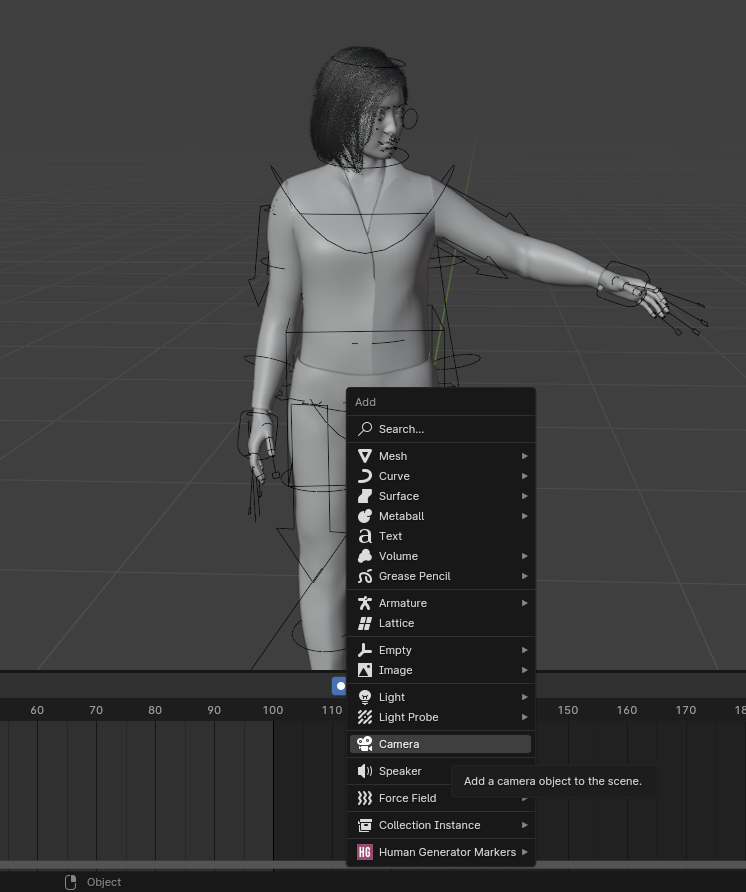 Add
Search...
Mesh
Curve
Surface
Metaball
Text
Volume
Grease Pencil
Armature
Lattice
Empty
Image
Light
Light Probe
60 70 80 90 100 110 150 160 170
Camera
Speaker
Add a camera object to the scene.
Force Field
Collection Instance
HG Human Generator Markers
Object